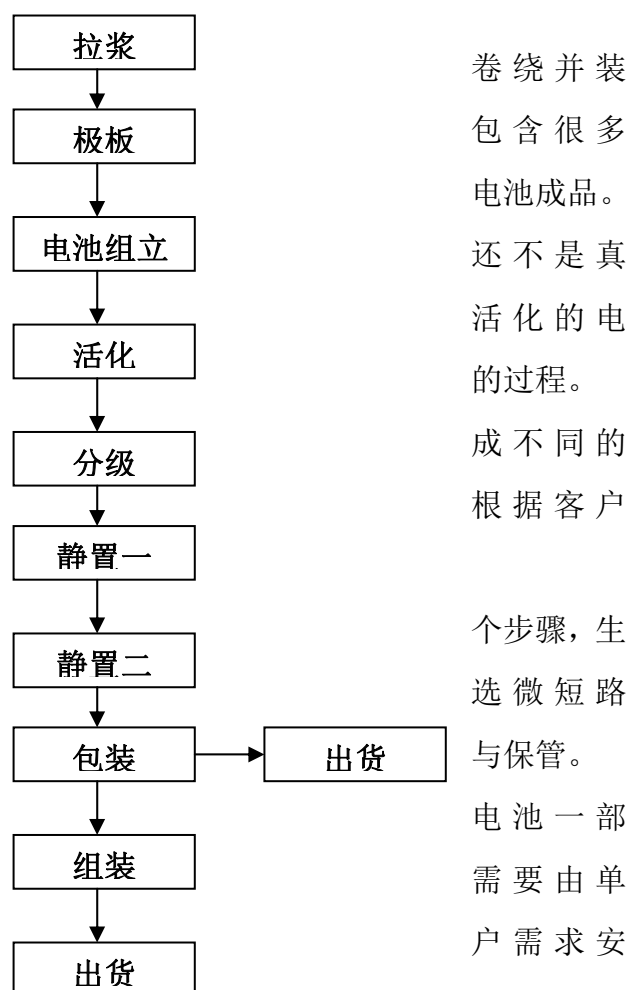 拉浆
极板
电池组立
活化
分级
静置一
静置二
包装
出货
组装
出货
卷绕并装
包含很多
电池成品。
还不是真
活化的电
的过程。
成不同的
根据客户
个步骤，生
选微短路
与保管。
电池一部
需要由单
户需求安